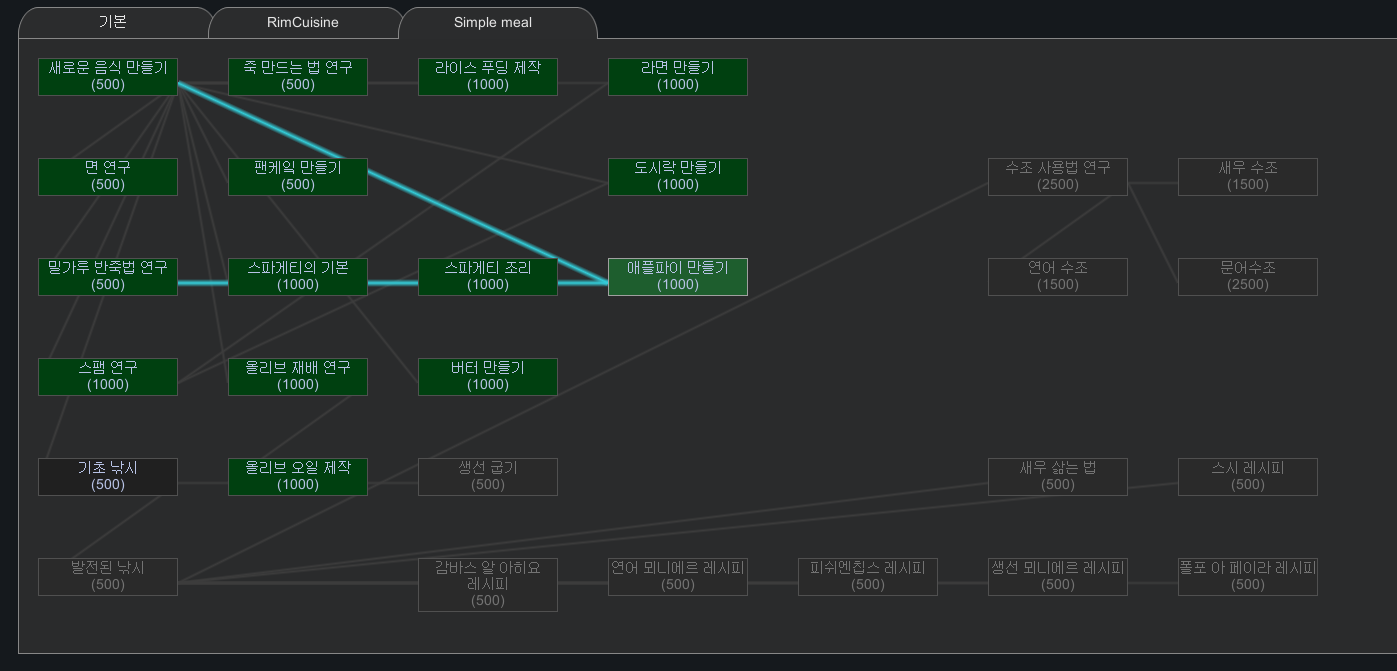 기본
RimCuisine
Simple meal
새로운 음식 만들기
(500)
죽 만드는 법 연구
(500)
라이스 푸딩 제작
(1000)
라면 만들기
(1000)
면 연구
(500)
팬케잌 만들기
(500)
도시락 만들기
(1000)
수조 사용법 연구
(2500)
새우 수조
(1500)
밀가루 반죽법 연구
(500)
스파게티의 기본
(1000)
스파게티 조리
(1000)
애플파이 만들기
(1000)
연어 수조
(1500)
문어수조
(2500)
스팸 연구
(1000)
올리브 재배 연구
(1000)
버터 만들기
(1000)
기초 낚시
(500)
올리브 오일 제작
(1000)
생선 굽기
(500)
새우 삶는 법
(500)
스시 레시피
(500)
발전된 낚시
(500)
감바스 알 아히요
레시피
(500)
연어 뫼니에르 레시피
(500)
피쉬엔칩스 레시피
(500)
생선 뫼니에르 레시피
(500)
폴포 아 페이라 레시피
(500)